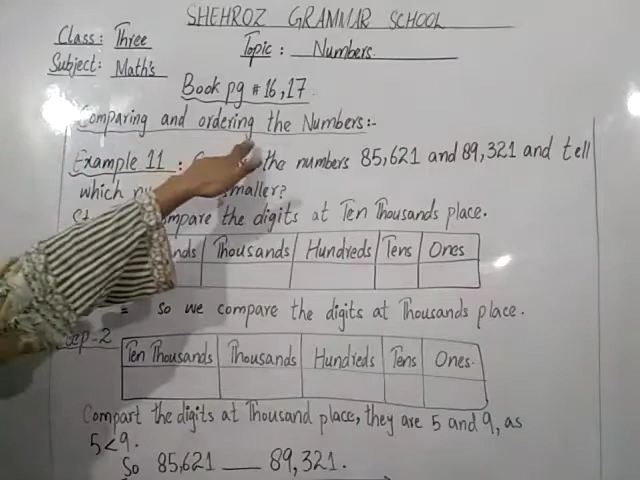 SHEHROZ GRAMMAR SCHOOL
Class: Three
Topic: Numbers.
Subject: Math's
Book pg # 16,17.
Comparing and ordering the Numbers:-
Example 11: the numbers 85,621 and 89,321 and tell
which smaller?
compare the digits at Ten Thousands place.
Thousands Hundreds Tens Ones
= so we compare the digits at Thousands place.
Step-2
Ten Thousands Thousands Hundreds Tens Ones.
Compart the digits at Thousand place, they are 5 and 9, as
5<9.
So 85,621 ___ 89,321.